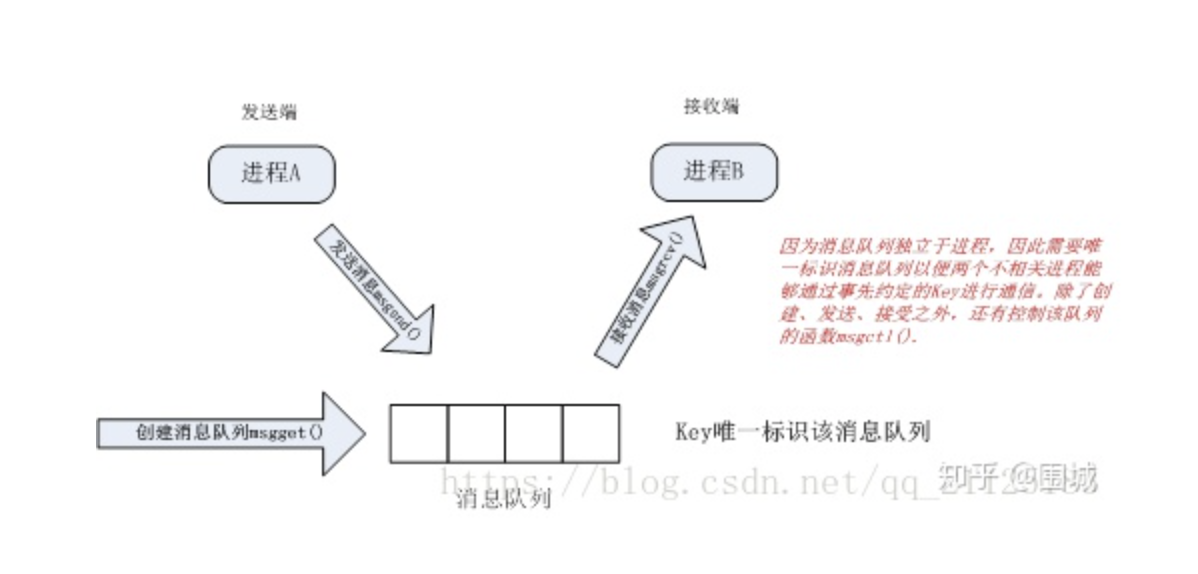 发送端
接收端
进程A
进程B
发送消息msgsnd()
接收消息msgrcv()
因为消息队列独立于进程，因此需要唯
一标识消息队列以便两个不相关进程能
够通过事先约定的Key进行通信。除了创
建、发送、接受之外，还有控制该队列
的函数msgctl().
创建消息队列msgget()
Key唯一标识该消息队列
消息队列
https://blog.csdn.net/qq_
知乎 @围城